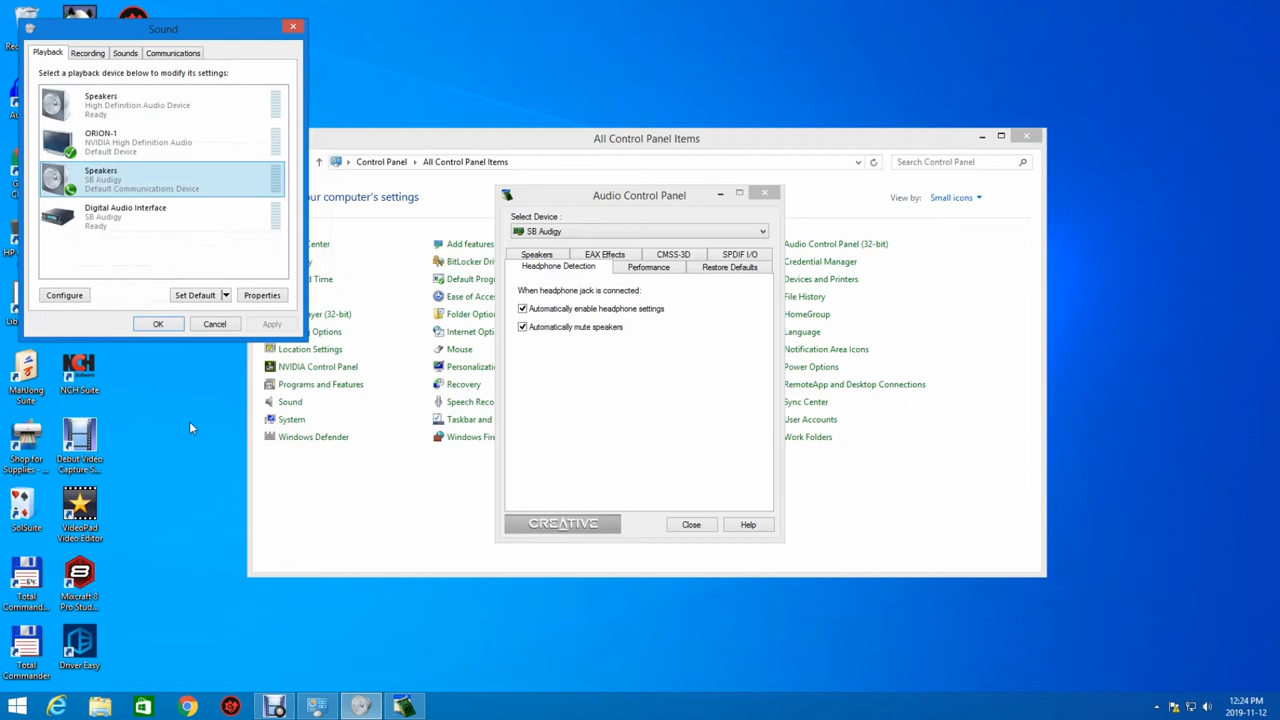 Sound
Playback
Recording
Sounds
Communications
Select a playback device below to modify its settings:
Speakers
High Definition Audio Device
Ready
ORION-1
NVIDIA High Definition Audio
Default Device
Speakers
SB Audigy
Default Communications Device
Digital Audio Interface
SB Audigy
Ready
Configure
Set Default
Properties
OK
Cancel
Apply
All Control Panel Items
Control Panel
All Control Panel Items
Search Control Panel
our computer's settings
View by:
Small icons
Add features
Audio Control Panel (32-bit)
BitLocker
Credential Manager
Default Progr
Devices and Printers
Ease of Acce
File History
(32-bit)
Folder Option
HomeGroup
Options
Internet Opti
Language
Location Settings
Mouse
Notification Area Icons
NVIDIA Control Panel
Power Options
Programs and Features
Recovery
RemoteApp and Desktop Connections
Sound
Speech Reco
Sync Center
System
Taskbar and
User Accounts
Windows Defender
Windows Fire
Work Folders
Audio Control Panel
Select Device :
SB Audigy
Speakers
EAX Effects
CMSS-3D
SPDIF I/O
Headphone Detection
Performance
Restore Defaults
When headphone jack is connected:
Automatically enable headphone settings
Automatically mute speakers
CREATIVE
Close
Help
MahJong
Suite
NCH Suite
Shop for
Supplies - ...
Debut Video
Capture S...
SolSuite
VideoPad
Video Editor
Total
Command...
Mixcraft 8
Pro Stud...
Total
Commander
Driver Easy
12:24 PM
2019-11-12